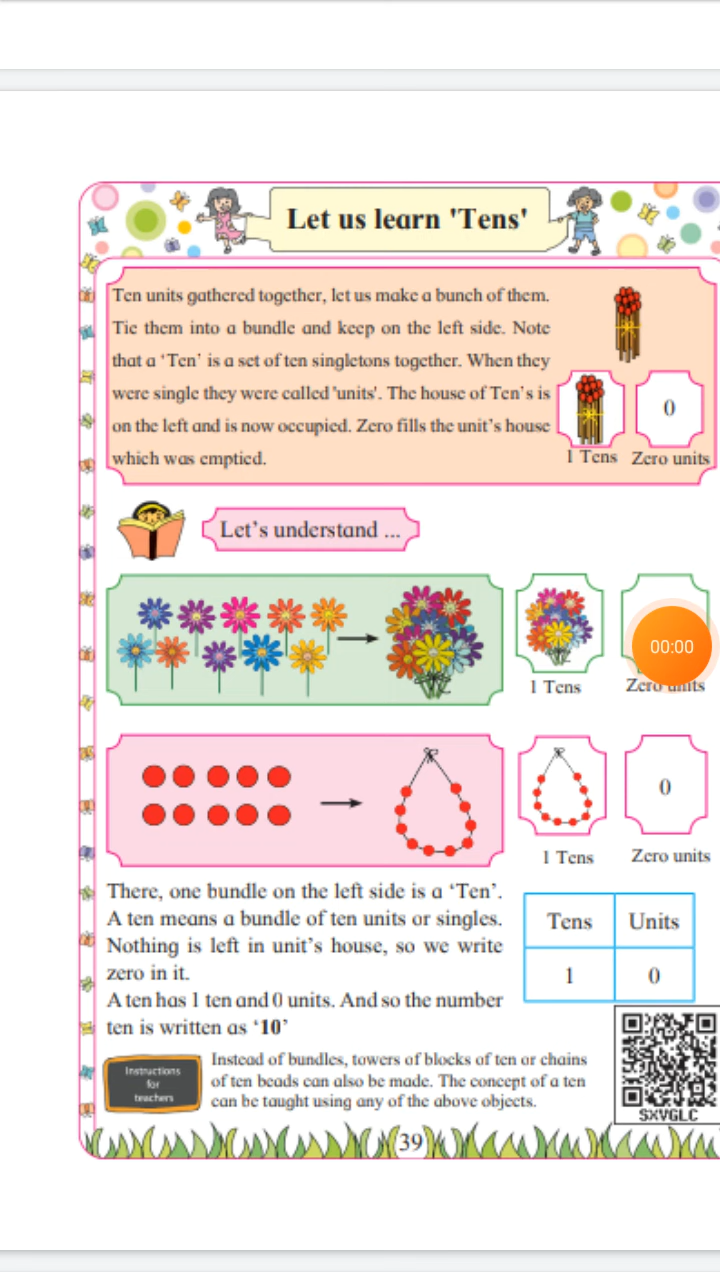 Let us learn 'Tens'
Ten units gathered together, let us make a bunch of them.
Tie them into a bundle and keep on the left side. Note
that a ‘Ten’ is a set of ten singletons together. When they
were single they were called 'units'. The house of Ten’s is
on the left and is now occupied. Zero fills the unit’s house
which was emptied.
0
1 Tens Zero units
Let’s understand ...
00:00
1 Tens Zero units
0
1 Tens Zero units
There, one bundle on the left side is a ‘Ten’.
A ten means a bundle of ten units or singles.
Nothing is left in unit’s house, so we write
zero in it.
A ten has 1 ten and 0 units. And so the number
ten is written as ‘10’
Tens Units
1 0
Instructions
for
teachers
Instead of bundles, towers of blocks of ten or chains
of ten beads can also be made. The concept of a ten
can be taught using any of the above objects.
SXVGLC
39